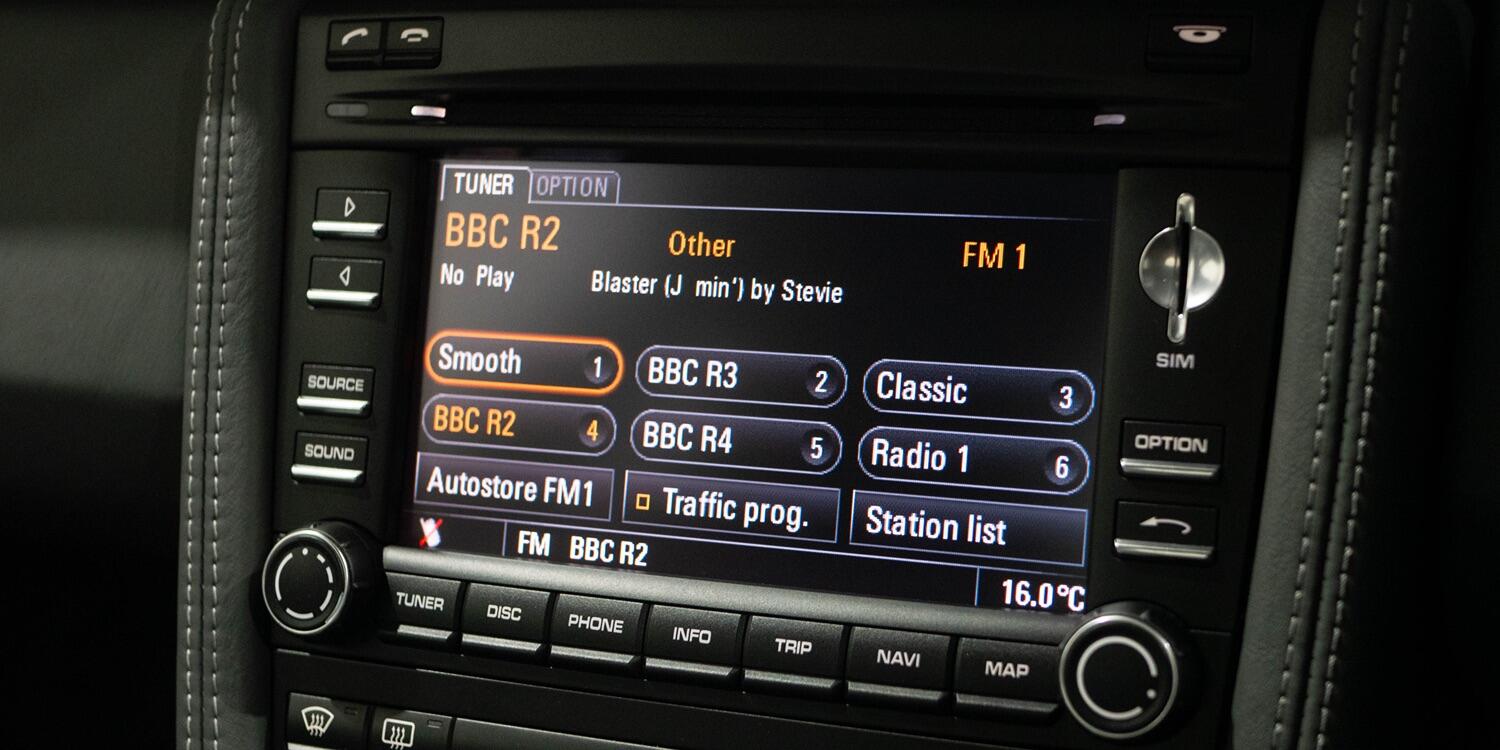 TUNER OPTION
BBC R2 Other FM 1
No Play Blaster (J min') by Stevie
Smooth 1 BBC R3 2 Classic 3
BBC R2 4 BBC R4 5 Radio 1 6
Autostore FM1 Traffic prog. Station list
FM BBC R2
16.0°C
SOURCE
SOUND
SIM
OPTION
TUNER DISC PHONE INFO TRIP NAVI MAP